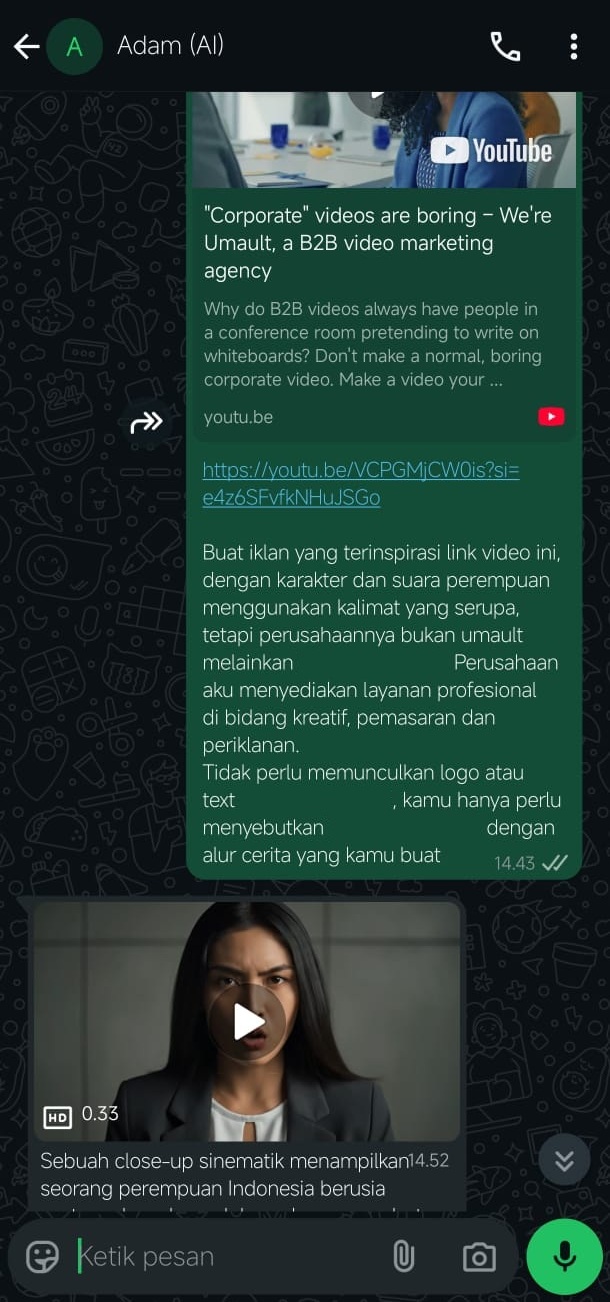 A
Adam (AI)
YouTube
"Corporate" videos are boring – We're
Umault, a B2B video marketing
agency
Why do B2B videos always have people in
a conference room pretending to write on
whiteboards? Don't make a normal, boring
corporate video. Make a video your ...
youtu.be
https://youtu.be/VCPGMjCW0is?si=
e4z6SFvfkNHuJSGo
Buat iklan yang terinspirasi link video ini,
dengan karakter dan suara perempuan
menggunakan kalimat yang serupa,
tetapi perusahaannya bukan umault
melainkan Perusahaan
aku menyediakan layanan profesional
di bidang kreatif, pemasaran dan
periklanan.
Tidak perlu memunculkan logo atau
text , kamu hanya perlu
menyebutkan dengan
alur cerita yang kamu buat
14.43
HD 0.33
Sebuah close-up sinematik menampilkan 14.52
seorang perempuan Indonesia berusia
Ketik pesan